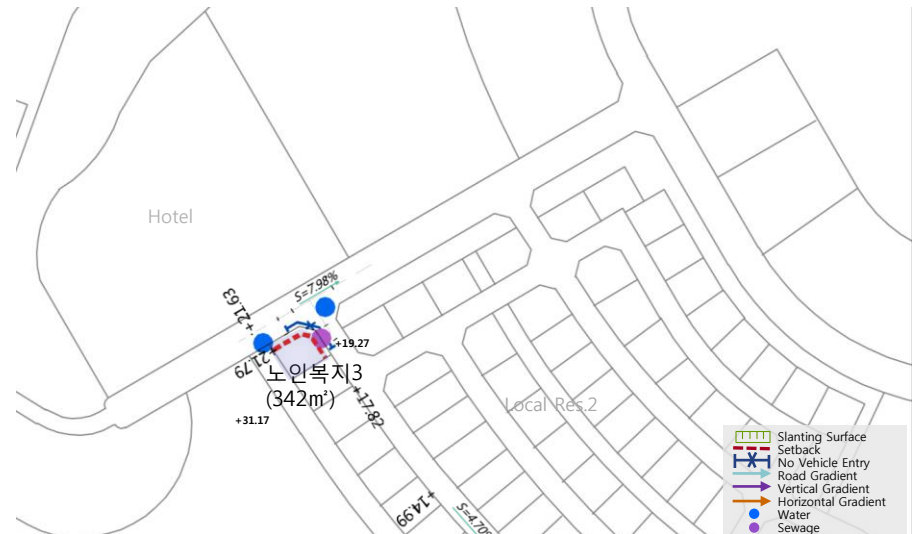 Hotel
+21.63
S=7.98%
+19.27
+21.79
노인복지3
(342㎡)
+17.82
+31.17
Local Res.2
+14.99
S=4.70%
Slanting Surface
Setback
No Vehicle Entry
Road Gradient
Vertical Gradient
Horizontal Gradient
Water
Sewage